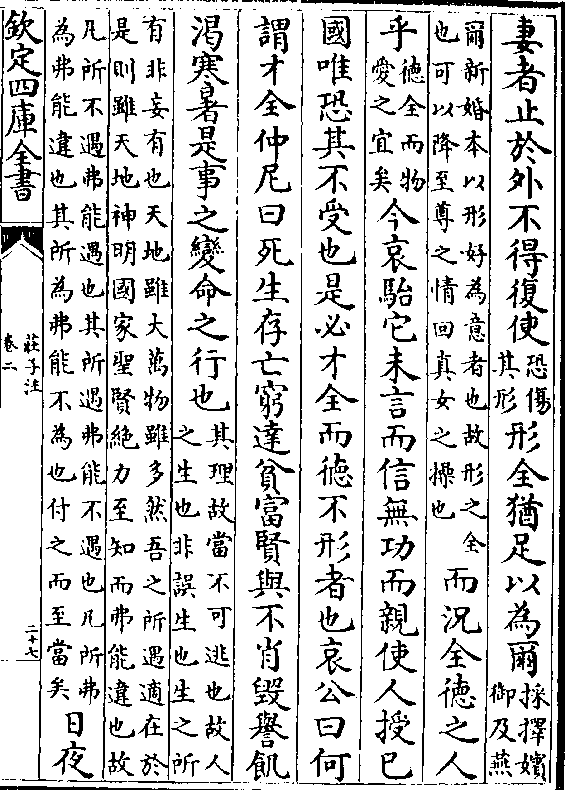 妻者止於外不得復使恐傷其形形全猶足以為爾採擇嬪御及燕
爾新婚本以形好為意者也故形之全也可以降至尊之情回真女之操也而況全德之人
乎德全而物愛之宜矣今哀駘它未言而信無功而親使人授已
國唯恐其不受也是必才全而德不形者也哀公曰何
謂才全仲尼曰死生存亡窮達貧富賢與不肖毀譽飢
渴寒暑是事之變命之行也其理故當不可逃也故人之生也非誤生也生之所
有非妄有也天地雖大萬物雖多然吾之所遇適在於是則雖天地神明國家聖賢絶力至知而弗能違也故
凡所不遇弗能遇也其所遇弗能不遇也凡所弗為弗能違也其所為弗能不為也付之而至當矣日夜
欽定四庫全書
莊子注
卷二
二十七